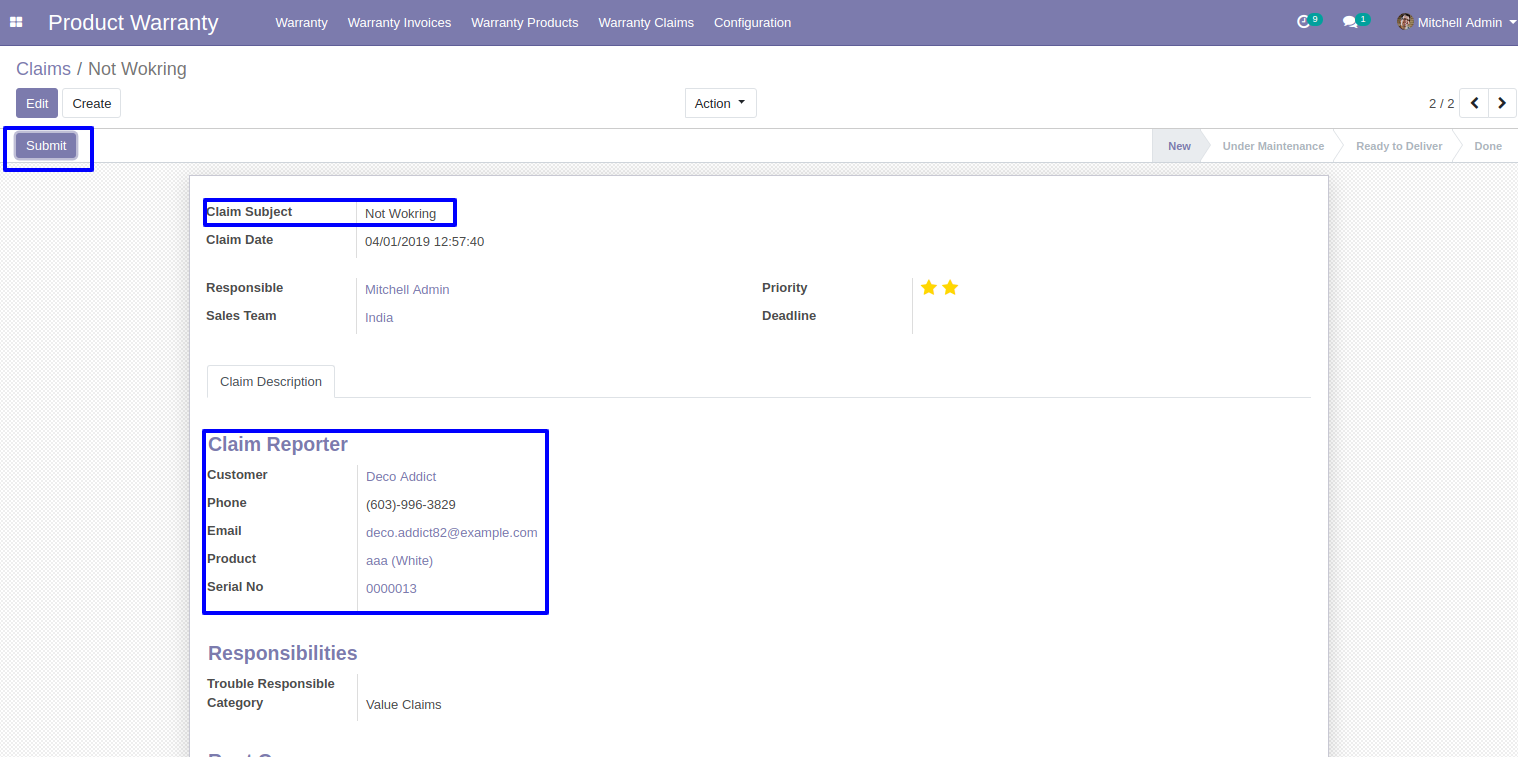 Product Warranty Warranty Warranty Invoices Warranty Products Warranty Claims Configuration 9 1 Mitchell Admin
Claims / Not Wokring
Edit Create Action 2 / 2
Submit New Under Maintenance Ready to Deliver Done
Claim Subject Not Wokring
Claim Date 04/01/2019 12:57:40
Responsible Mitchell Admin Priority
Sales Team India Deadline
Claim Description
Claim Reporter
Customer Deco Addict
Phone (603)-996-3829
Email deco.addict82@example.com
Product aaa (White)
Serial No 0000013
Responsibilities
Trouble Responsible
Category Value Claims